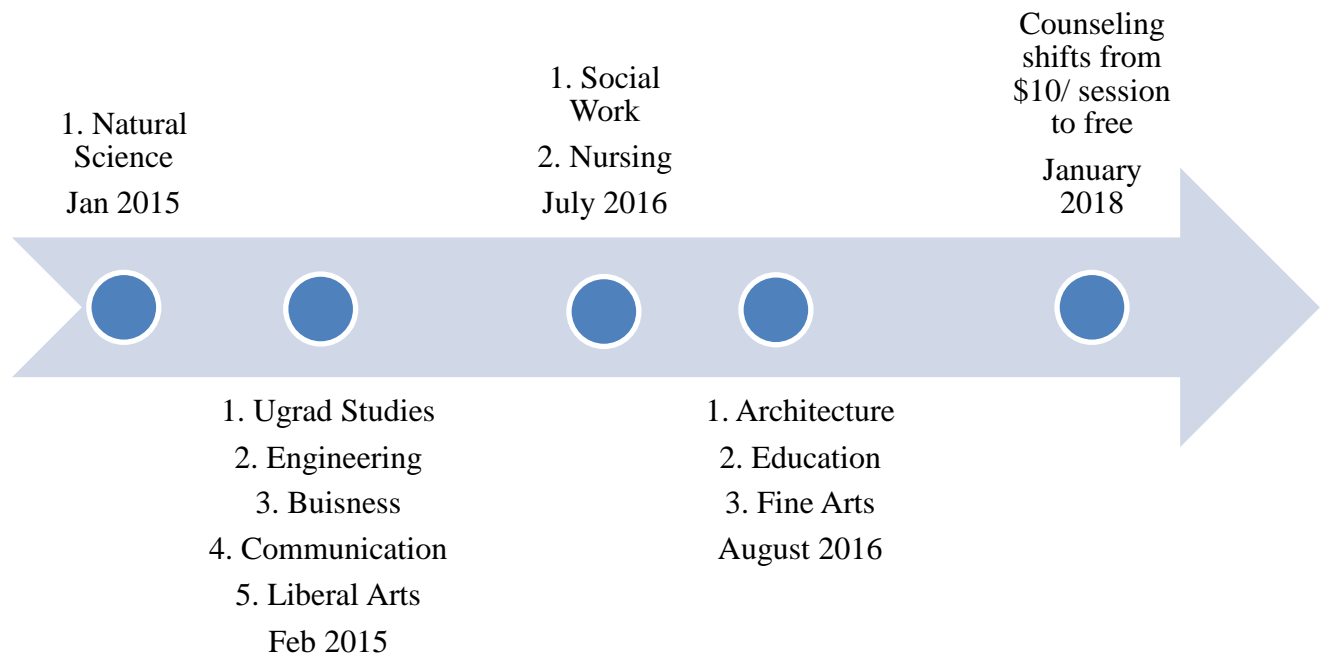 1. Natural
Science
Jan 2015
1. Ugrad Studies
2. Engineering
3. Buisness
4. Communication
5. Liberal Arts
Feb 2015
1. Social
Work
2. Nursing
July 2016
1. Architecture
2. Education
3. Fine Arts
August 2016
Counseling
shifts from
$10/ session
to free
January
2018